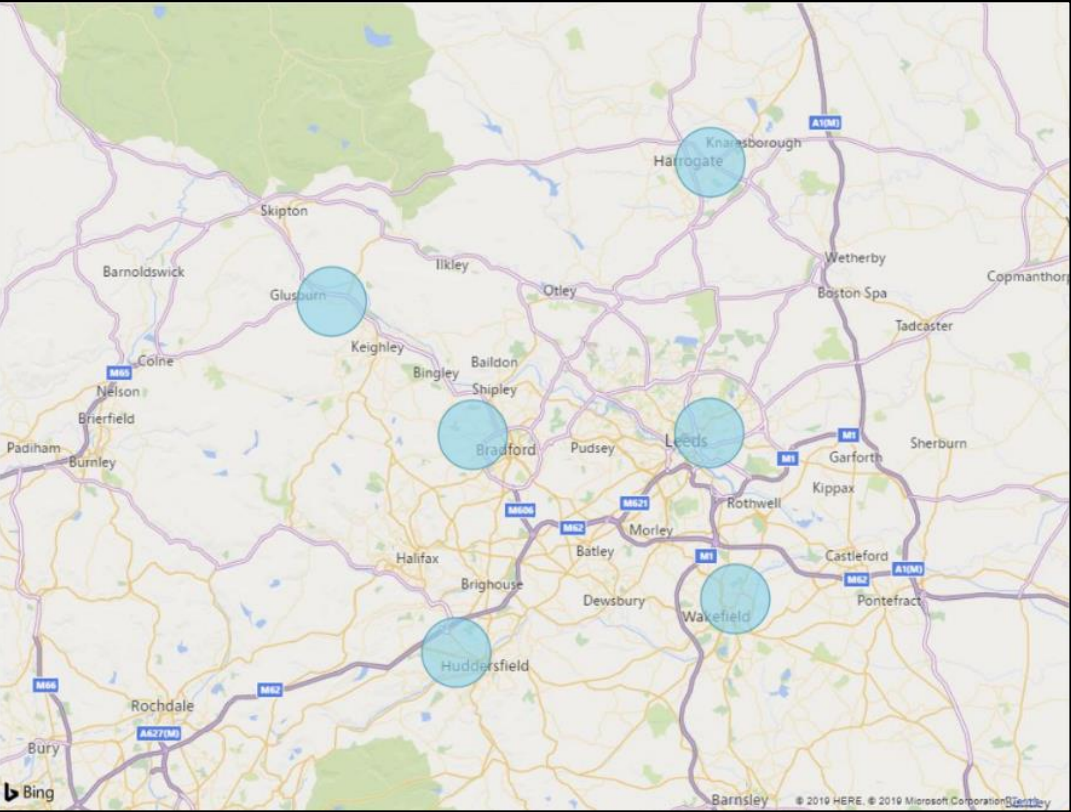 A1(M)
Knaresborough
Harrogate
Skipton
Wetherby
Ilkley
Barnoldswick
Copmanthorp
Otley
Boston Spa
Glusburn
Tadcaster
Keighley
Colne
Baildon
M65
Bingley
Nelson
Shipley
Brierfield
Leeds
M1
Sherburn
Padiham
Bradford
Pudsey
M1
Garforth
Burnley
Kippax
M606
M621
Rothwell
M62
Morley
Halifax
Batley
M1
Castleford
A1(M)
M62
Brighouse
Dewsbury
Pontefract
Wakefield
Huddersfield
M66
M62
Rochdale
A627(M)
Bury
Bing
Barnsley
© 2019 HERE, © 2019 Microsoft Corporation